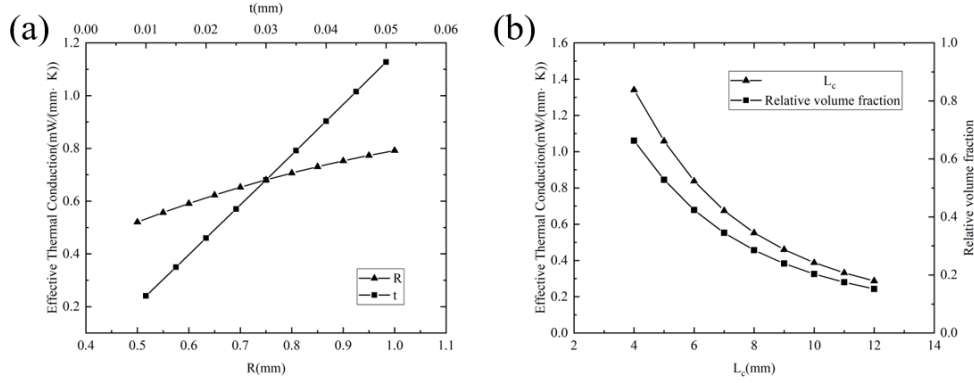 (a)
t(mm)
0.00 0.01 0.02 0.03 0.04 0.05 0.06
Effective Thermal Conduction(mW/(mm· K))
1.2
1.0
0.8
0.6
0.4
0.2
R
t
0.4 0.5 0.6 0.7 0.8 0.9 1.0 1.1
R(mm)
(b)
Effective Thermal Conduction(mW/(mm· K))
1.6
1.4
1.2
1.0
0.8
0.6
0.4
0.2
0.0
Lc
Relative volume fraction
1.0
0.8
0.6
0.4
0.2
0.0
Relative volume fraction
2 4 6 8 10 12 14
Lc(mm)